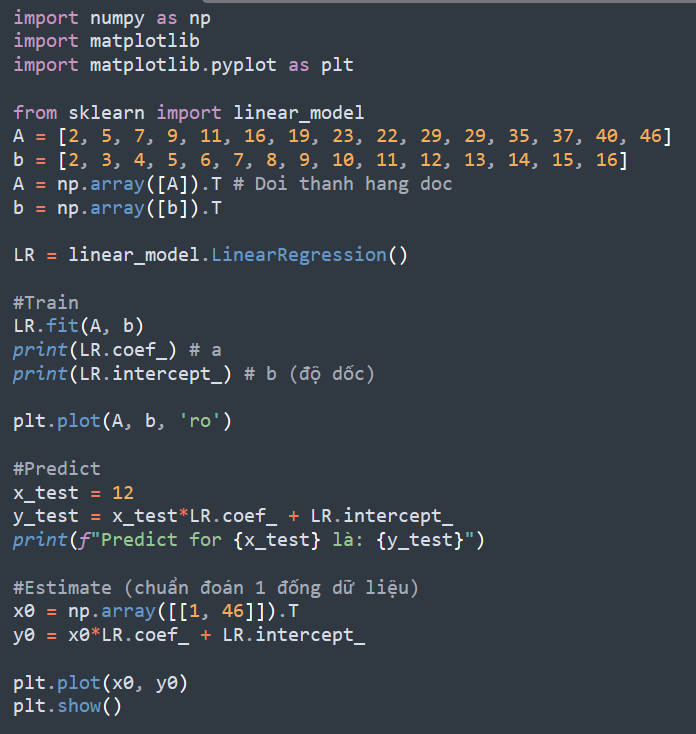 import numpy as np
import matplotlib
import matplotlib.pyplot as plt
from sklearn import linear_model
A = [2, 5, 7, 9, 11, 16, 19, 23, 22, 29, 29, 35, 37, 40, 46]
b = [2, 3, 4, 5, 6, 7, 8, 9, 10, 11, 12, 13, 14, 15, 16]
A = np.array([A]).T # Doi thanh hang doc
b = np.array([b]).T
LR = linear_model.LinearRegression()
#Train
LR.fit(A, b)
print(LR.coef_) # a
print(LR.intercept_) # b (độ dốc)
plt.plot(A, b, 'ro')
#Predict
x_test = 12
y_test = x_test*LR.coef_ + LR.intercept_
print(f"Predict for {x_test} là: {y_test}")
#Estimate (chuẩn đoán 1 đống dữ liệu)
x0 = np.array([[1, 46]]).T
y0 = x0*LR.coef_ + LR.intercept_
plt.plot(x0, y0)
plt.show()